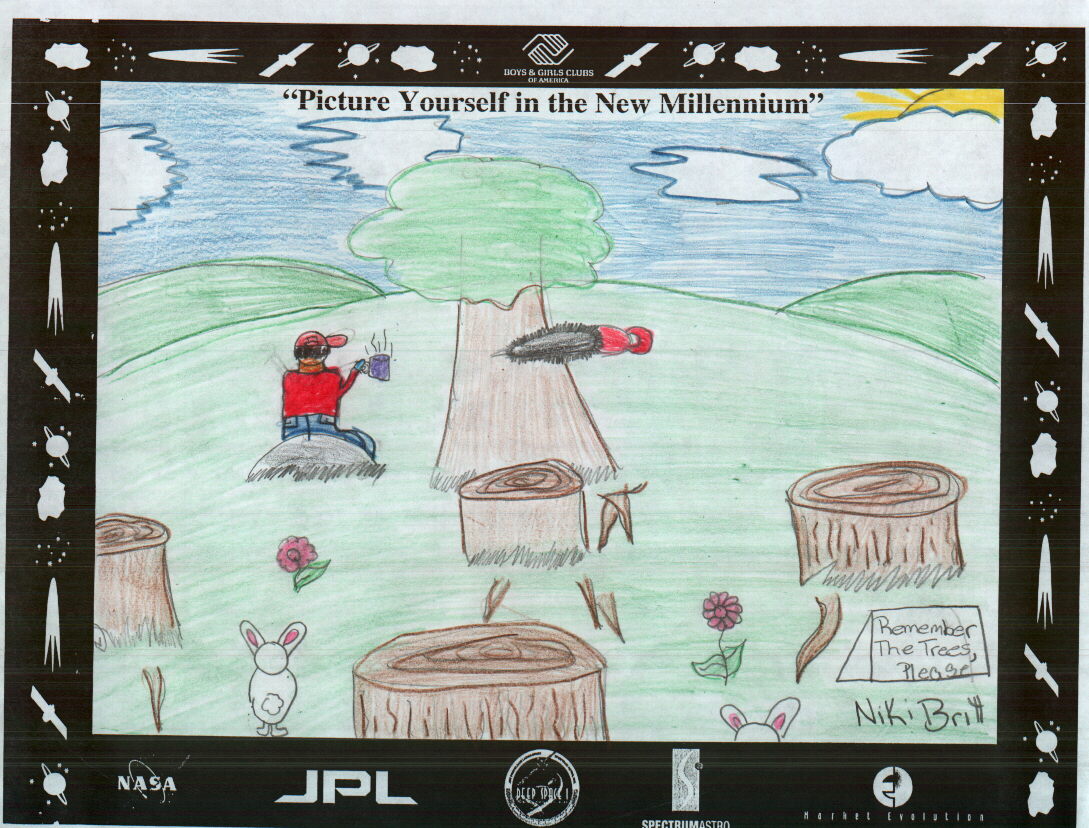 BOYS & GIRLS CLUBS
OF AMERICA
“Picture Yourself in the New Millennium”
Remember
The Trees,
Please
Niki Britt
NASA
JPL
DEEP SPACE 1
SPECTRUMASTRO
Market Evolution